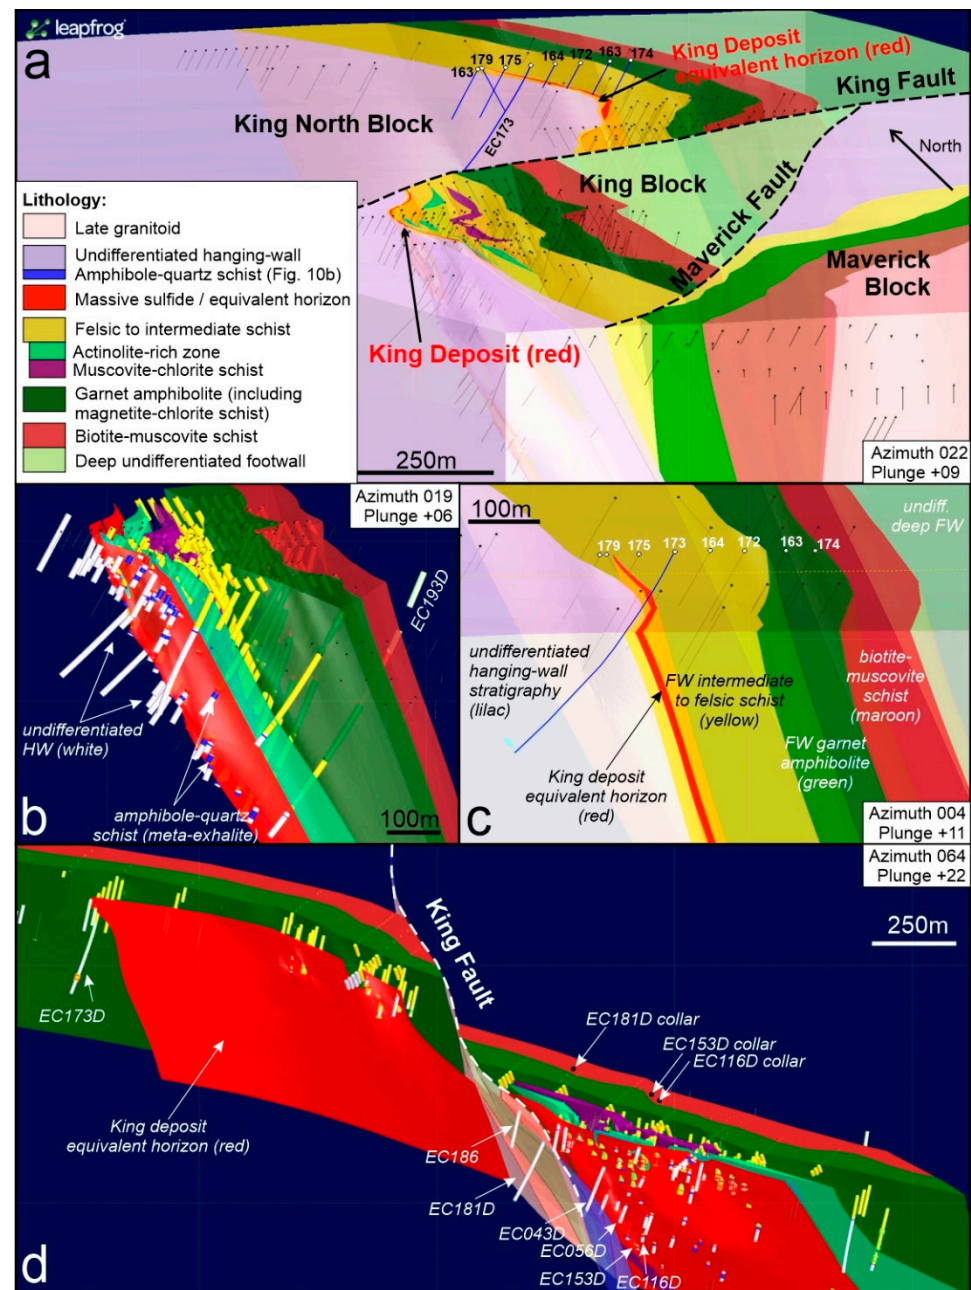 leapfrog
a
163
179
175
164
172
163
174
King Deposit
equivalent horizon (red)
King Fault
King North Block
EC173
North
King Block
Maverick Fault
Maverick
Block
King Deposit (red)
Lithology:
Late granitoid
Undifferentiated hanging-wall
Amphibole-quartz schist (Fig. 10b)
Massive sulfide / equivalent horizon
Felsic to intermediate schist
Actinolite-rich zone
Muscovite-chlorite schist
Garnet amphibolite (including
magnetite-chlorite schist)
Biotite-muscovite schist
Deep undifferentiated footwall
250m
Azimuth 022
Plunge +09
Azimuth 019
Plunge +06
EC193D
undifferentiated
HW (white)
amphibole-quartz
schist (meta-exhalite)
b
100m
100m
undiff.
deep FW
179
175
173
164
172
163
174
undifferentiated
hanging-wall
stratigraphy
(lilac)
FW intermediate
to felsic schist
(yellow)
biotite-
muscovite
schist
(maroon)
FW garnet
amphibolite
(green)
King deposit
equivalent horizon
(red)
c
Azimuth 004
Plunge +11
Azimuth 064
Plunge +22
250m
King Fault
EC173D
EC181D collar
EC153D collar
EC116D collar
King deposit
equivalent horizon (red)
EC186
EC181D
EC043D
EC056D
EC153D
EC116D
d